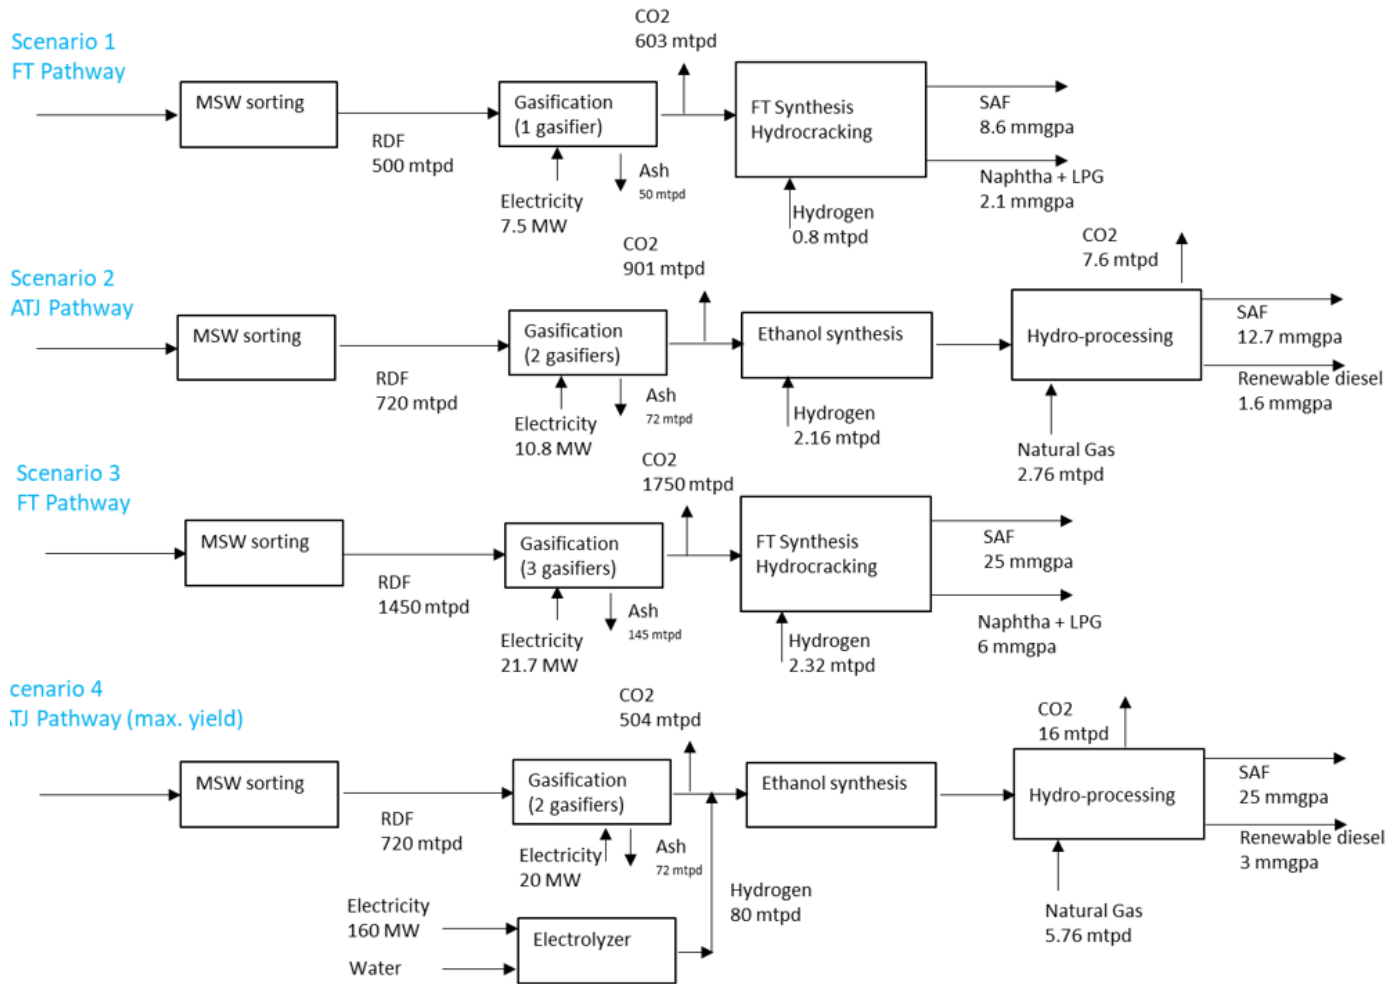 Scenario 1
FT Pathway
MSW sorting
RDF
500 mtpd
Gasification
(1 gasifier)
Electricity
7.5 MW
Ash
50 mtpd
CO2
603 mtpd
FT Synthesis
Hydrocracking
Hydrogen
0.8 mtpd
SAF
8.6 mmgpa
Naphtha + LPG
2.1 mmgpa
Scenario 2
ATJ Pathway
MSW sorting
RDF
720 mtpd
Gasification
(2 gasifiers)
Electricity
10.8 MW
Ash
72 mtpd
CO2
901 mtpd
Ethanol synthesis
Hydrogen
2.16 mtpd
Hydro-processing
CO2
7.6 mtpd
Natural Gas
2.76 mtpd
SAF
12.7 mmgpa
Renewable diesel
1.6 mmgpa
Scenario 3
FT Pathway
MSW sorting
RDF
1450 mtpd
Gasification
(3 gasifiers)
Electricity
21.7 MW
Ash
145 mtpd
CO2
1750 mtpd
FT Synthesis
Hydrocracking
Hydrogen
2.32 mtpd
SAF
25 mmgpa
Naphtha + LPG
6 mmgpa
cenario 4
TJ Pathway (max. yield)
MSW sorting
RDF
720 mtpd
Gasification
(2 gasifiers)
Electricity
20 MW
Ash
72 mtpd
CO2
504 mtpd
Electricity
160 MW
Water
Electrolyzer
Hydrogen
80 mtpd
Ethanol synthesis
Hydro-processing
CO2
16 mtpd
Natural Gas
5.76 mtpd
SAF
25 mmgpa
Renewable diesel
3 mmgpa